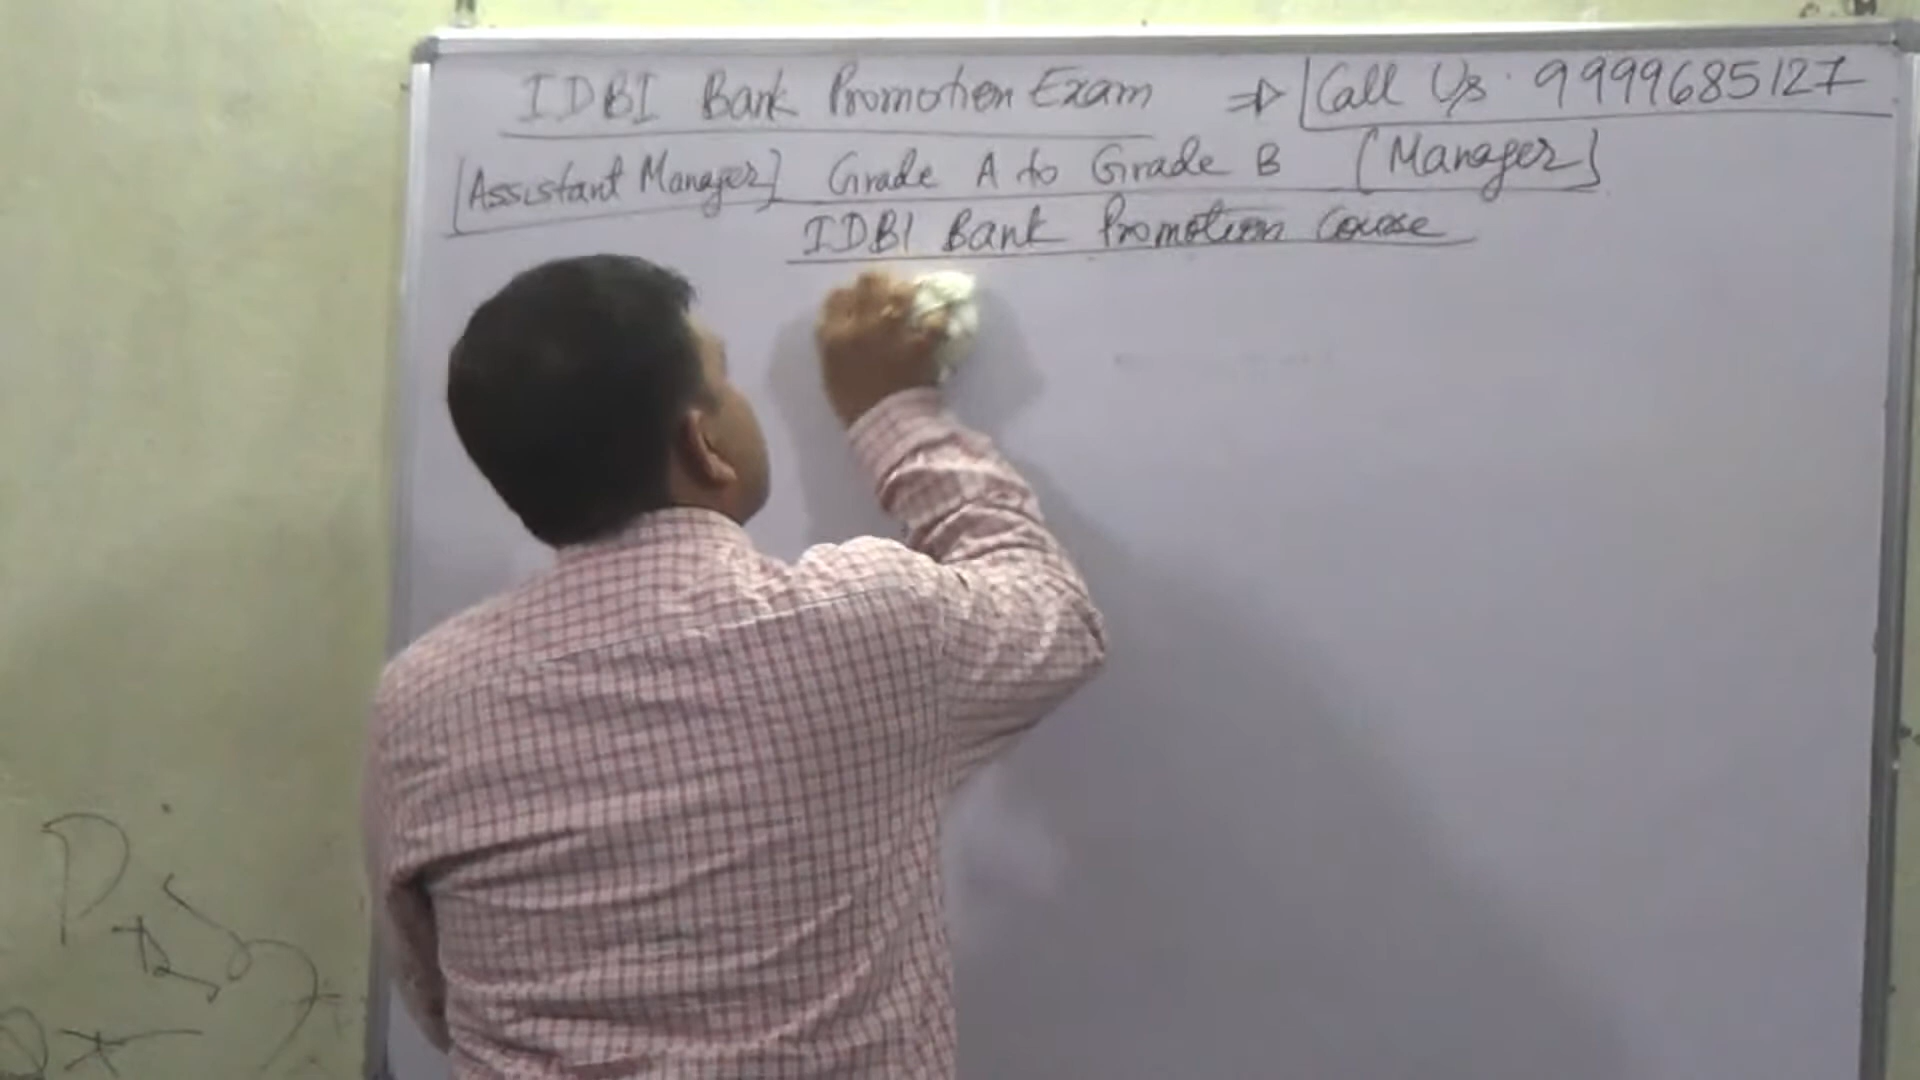 IDBI Bank Promotion Exam ⇒ Call Us. 9999685127
[Assistant Manager] Grade A to Grade B [Manager]
IDBI Bank Promotion Course